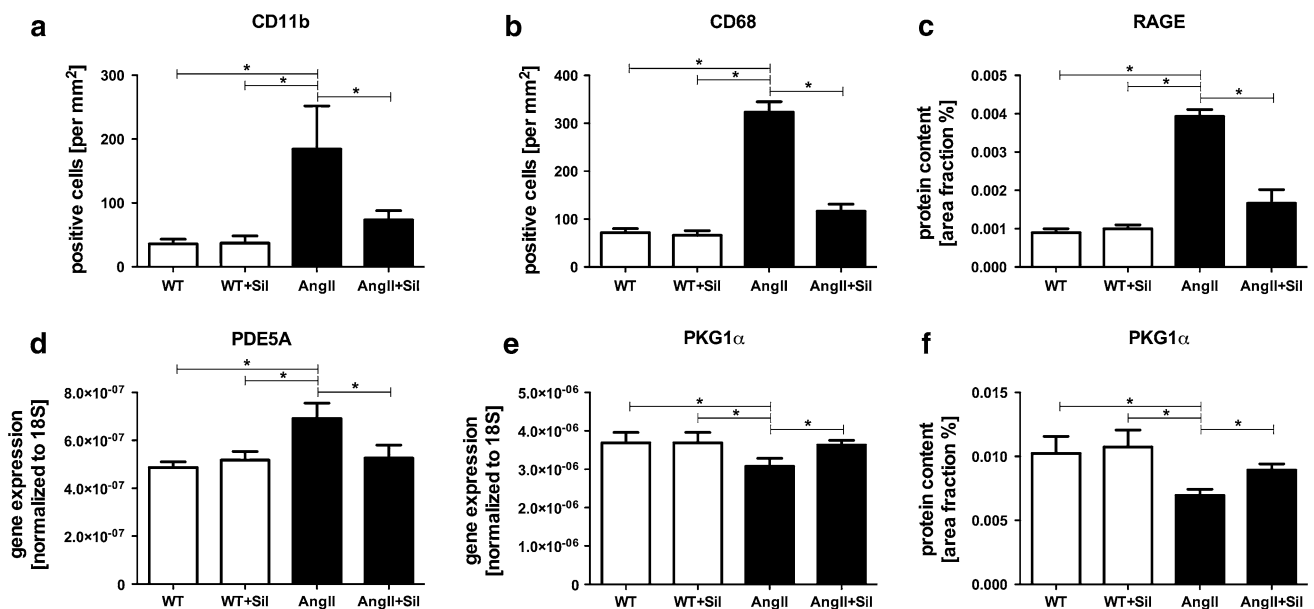 a CD11b
positive cells [per mm²]
300
200
100
0
* * *
WT WT+Sil AngII AngII+Sil
b CD68
positive cells [per mm²]
400
300
200
100
0
* * *
WT WT+Sil AngII AngII+Sil
c RAGE
protein content
[area fraction %]
0.005
0.004
0.002
0.001
0.000
* * *
WT WT+Sil AngII AngII+Sil
d PDE5A
gene expression
[normalized to 18S]
8.0×10⁻⁰⁷
6.0×10⁻⁰⁷
4.0×10⁻⁰⁷
2.0×10⁻⁰⁷
0
* * *
WT WT+Sil AngII AngII+Sil
e PKG1α
gene expression
[normalized to 18S]
5.0×10⁻⁰⁶
4.0×10⁻⁰⁶
3.0×10⁻⁰⁶
2.0×10⁻⁰⁶
1.0×10⁻⁰⁶
0
* * *
WT WT+Sil AngII AngII+Sil
f PKG1α
protein content
[area fraction %]
0.015
0.010
0.005
0.000
* * *
WT WT+Sil AngII AngII+Sil